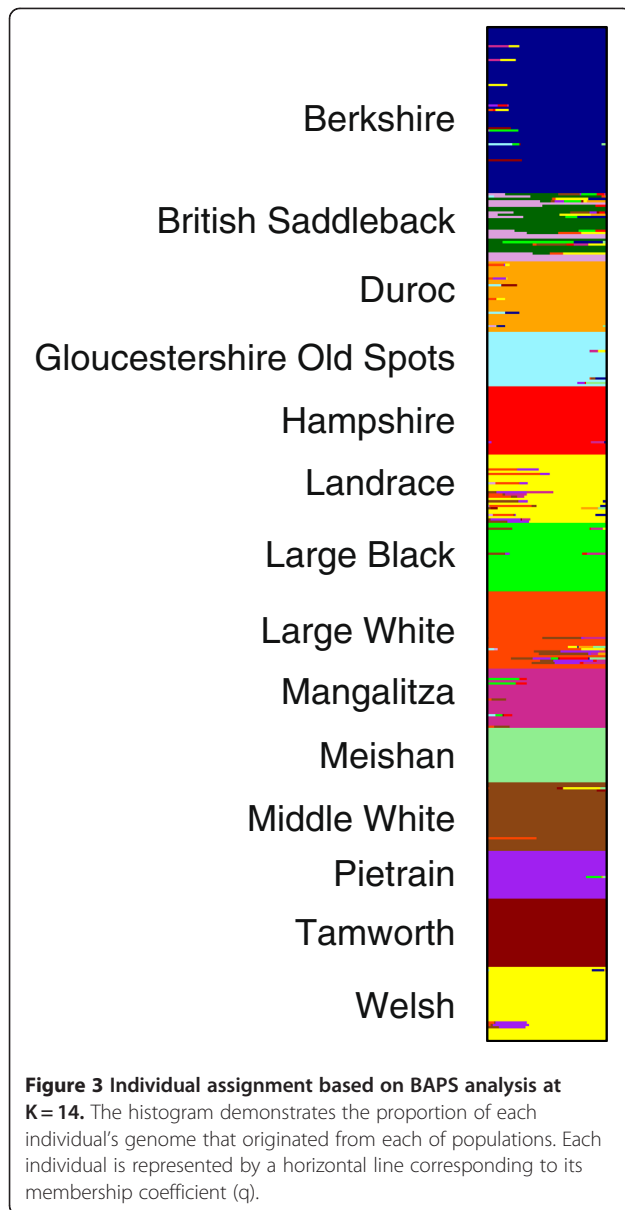 Berkshire
British Saddleback
Duroc
Gloucestershire Old Spots
Hampshire
Landrace
Large Black
Large White
Mangalitza
Meishan
Middle White
Pietrain
Tamworth
Welsh
Figure 3 Individual assignment based on BAPS analysis at
K = 14. The histogram demonstrates the proportion of each
individual's genome that originated from each of populations. Each
individual is represented by a horizontal line corresponding to its
membership coefficient (q).